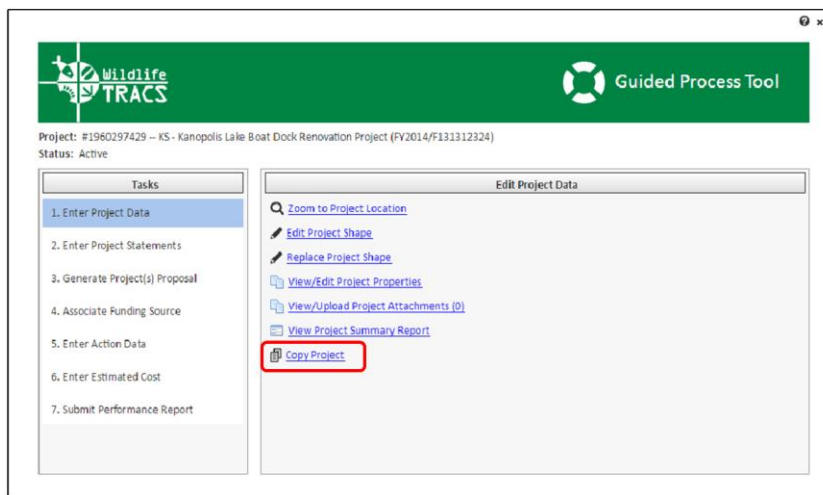 Wildlife
TRACS
Guided Process Tool
Project: #1960297429 -- KS - Kanopolis Lake Boat Dock Renovation Project (FY2014/F131312324)
Status: Active
Tasks
1. Enter Project Data
2. Enter Project Statements
3. Generate Project(s) Proposal
4. Associate Funding Source
5. Enter Action Data
6. Enter Estimated Cost
7. Submit Performance Report
Edit Project Data
Zoom to Project Location
Edit Project Shape
Replace Project Shape
View/Edit Project Properties
View/Upload Project Attachments (0)
View Project Summary Report
Copy Project